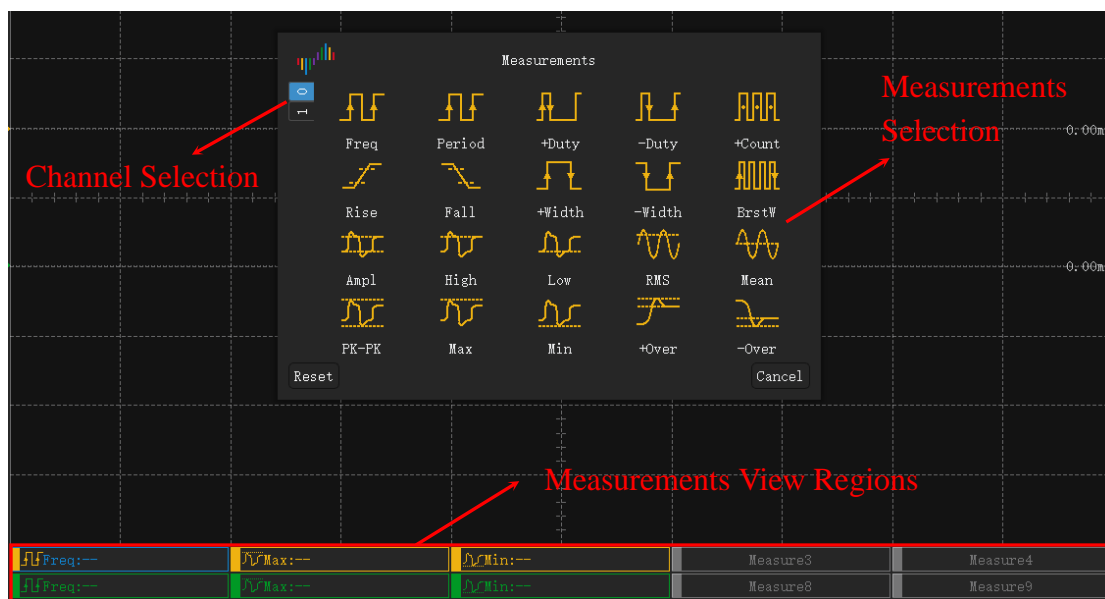 Measurements
0
1
Freq Period +Duty -Duty +Count
Rise Fall +Width -Width BrstW
Ampl High Low RMS Mean
PK-PK Max Min +Over -Over
Reset Cancel
Channel Selection
Measurements
Selection
0.00m
0.00m
Measurements View Regions
Freq:-- Max:-- Min:-- Measure3 Measure4
Freq:-- Max:-- Min:-- Measure8 Measure9